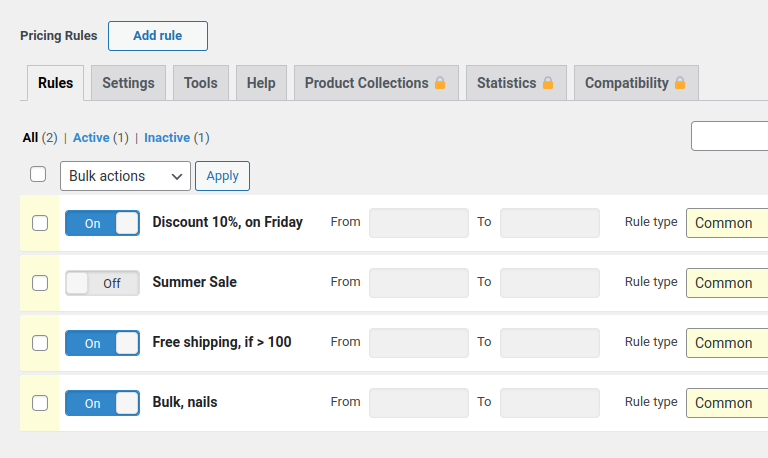 Pricing Rules Add rule
Rules Settings Tools Help Product Collections Statistics Compatibility
All (2) | Active (1) | Inactive (1)
Bulk actions Apply
On Discount 10%, on Friday From To Rule type Common
Off Summer Sale From To Rule type Common
On Free shipping, if > 100 From To Rule type Common
On Bulk, nails From To Rule type Common